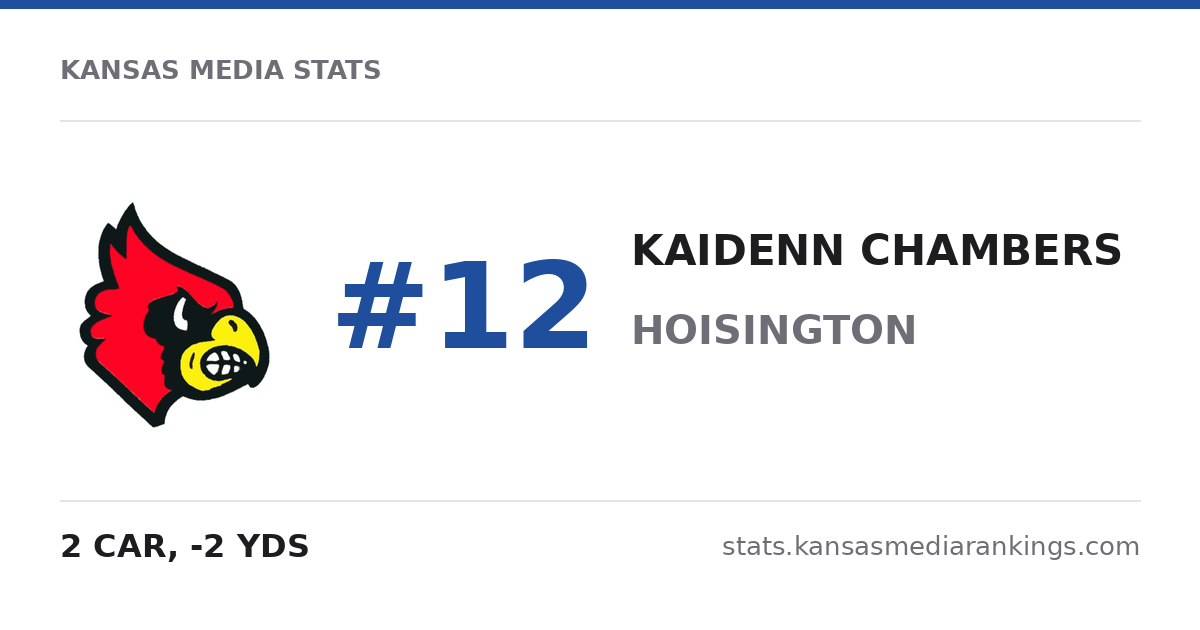 KANSAS MEDIA STATS
#12
KAIDENN CHAMBERS
HOISINGTON
2 CAR, -2 YDS
stats.kansasmediarankings.com